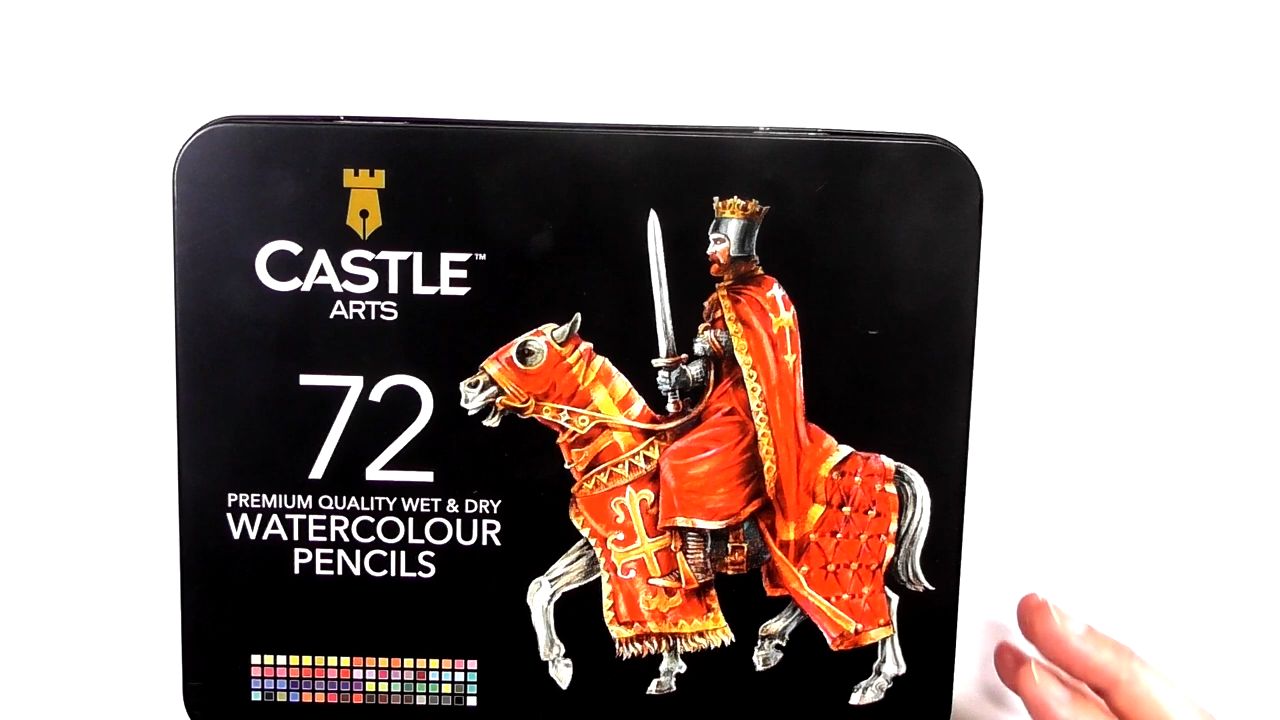 CASTLE™
ARTS
72
PREMIUM QUALITY WET & DRY
WATERCOLOUR
PENCILS